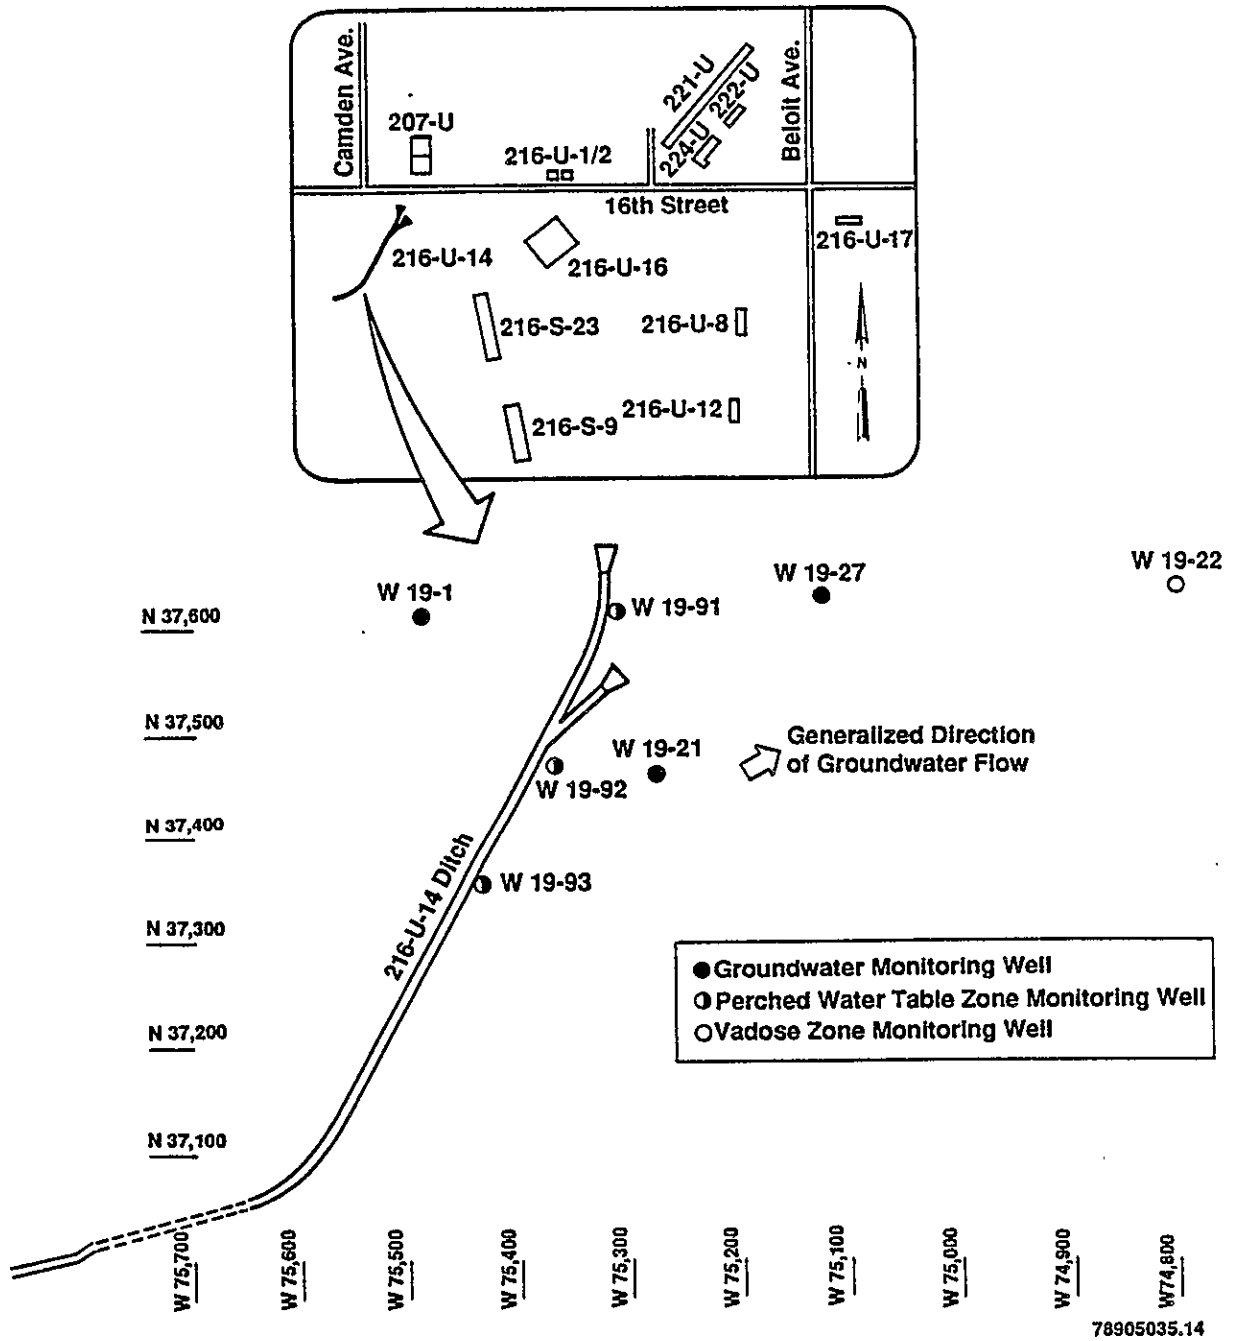 Camden Ave.
Beloit Ave.
221-U
222-U
224-U
207-U
216-U-1/2
16th Street
216-U-14
216-U-16
216-U-17
216-S-23
216-U-8
N
216-S-9
216-U-12
W 19-1
W 19-91
W 19-27
W 19-22
N 37,600
N 37,500
W 19-21
Generalized Direction
of Groundwater Flow
W 19-92
N 37,400
216-U-14 Ditch
W 19-93
N 37,300
Groundwater Monitoring Well
Perched Water Table Zone Monitoring Well
Vadose Zone Monitoring Well
N 37,200
N 37,100
W 75,700
W 75,600
W 75,500
W 75,400
W 75,300
W 75,200
W 75,100
W 75,000
W 74,900
W74,800
78905035.14